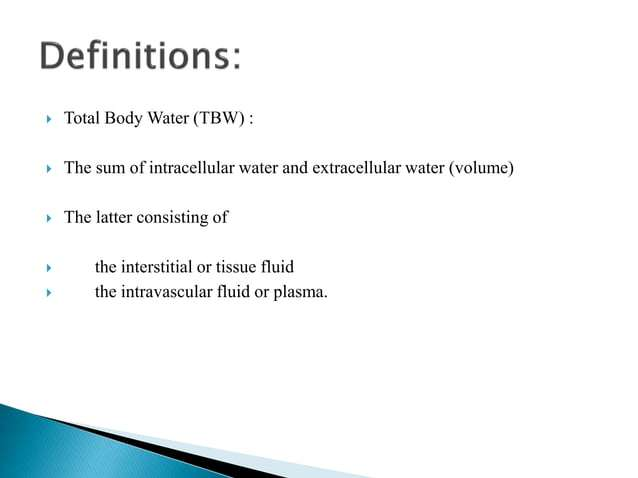 Definitions:
Total Body Water (TBW) :
The sum of intracellular water and extracellular water (volume)
The latter consisting of
the interstitial or tissue fluid
the intravascular fluid or plasma.